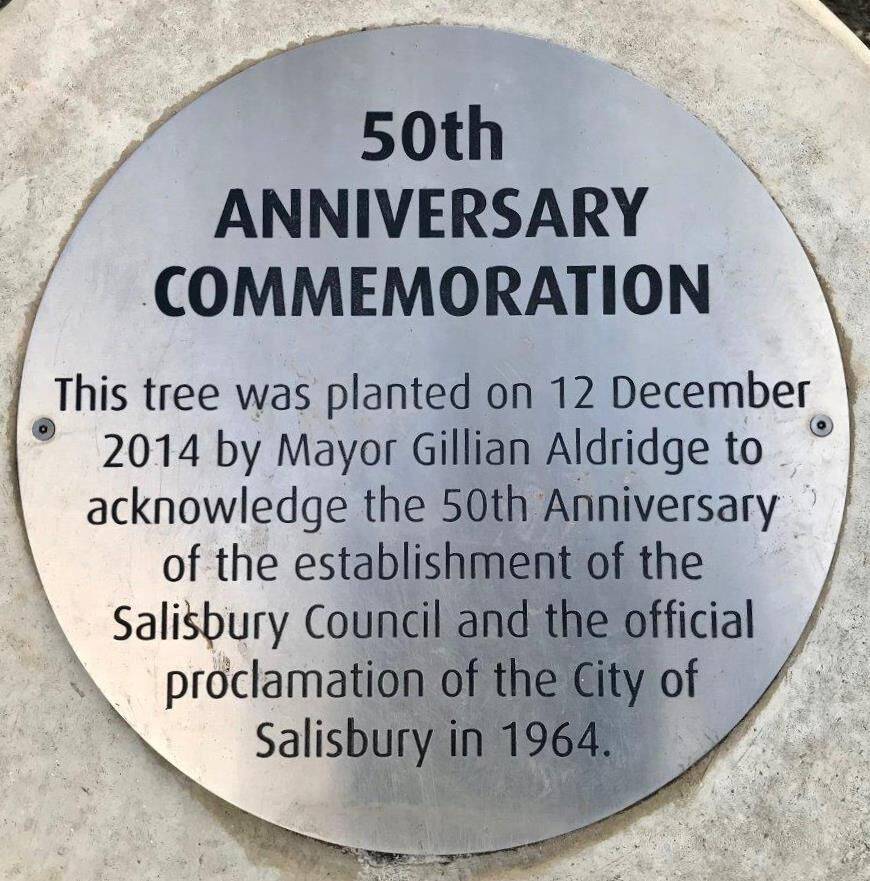 50th
ANNIVERSARY
COMMEMORATION
This tree was planted on 12 December
2014 by Mayor Gillian Aldridge to
acknowledge the 50th Anniversary
of the establishment of the
Salisbury Council and the official
proclamation of the City of
Salisbury in 1964.